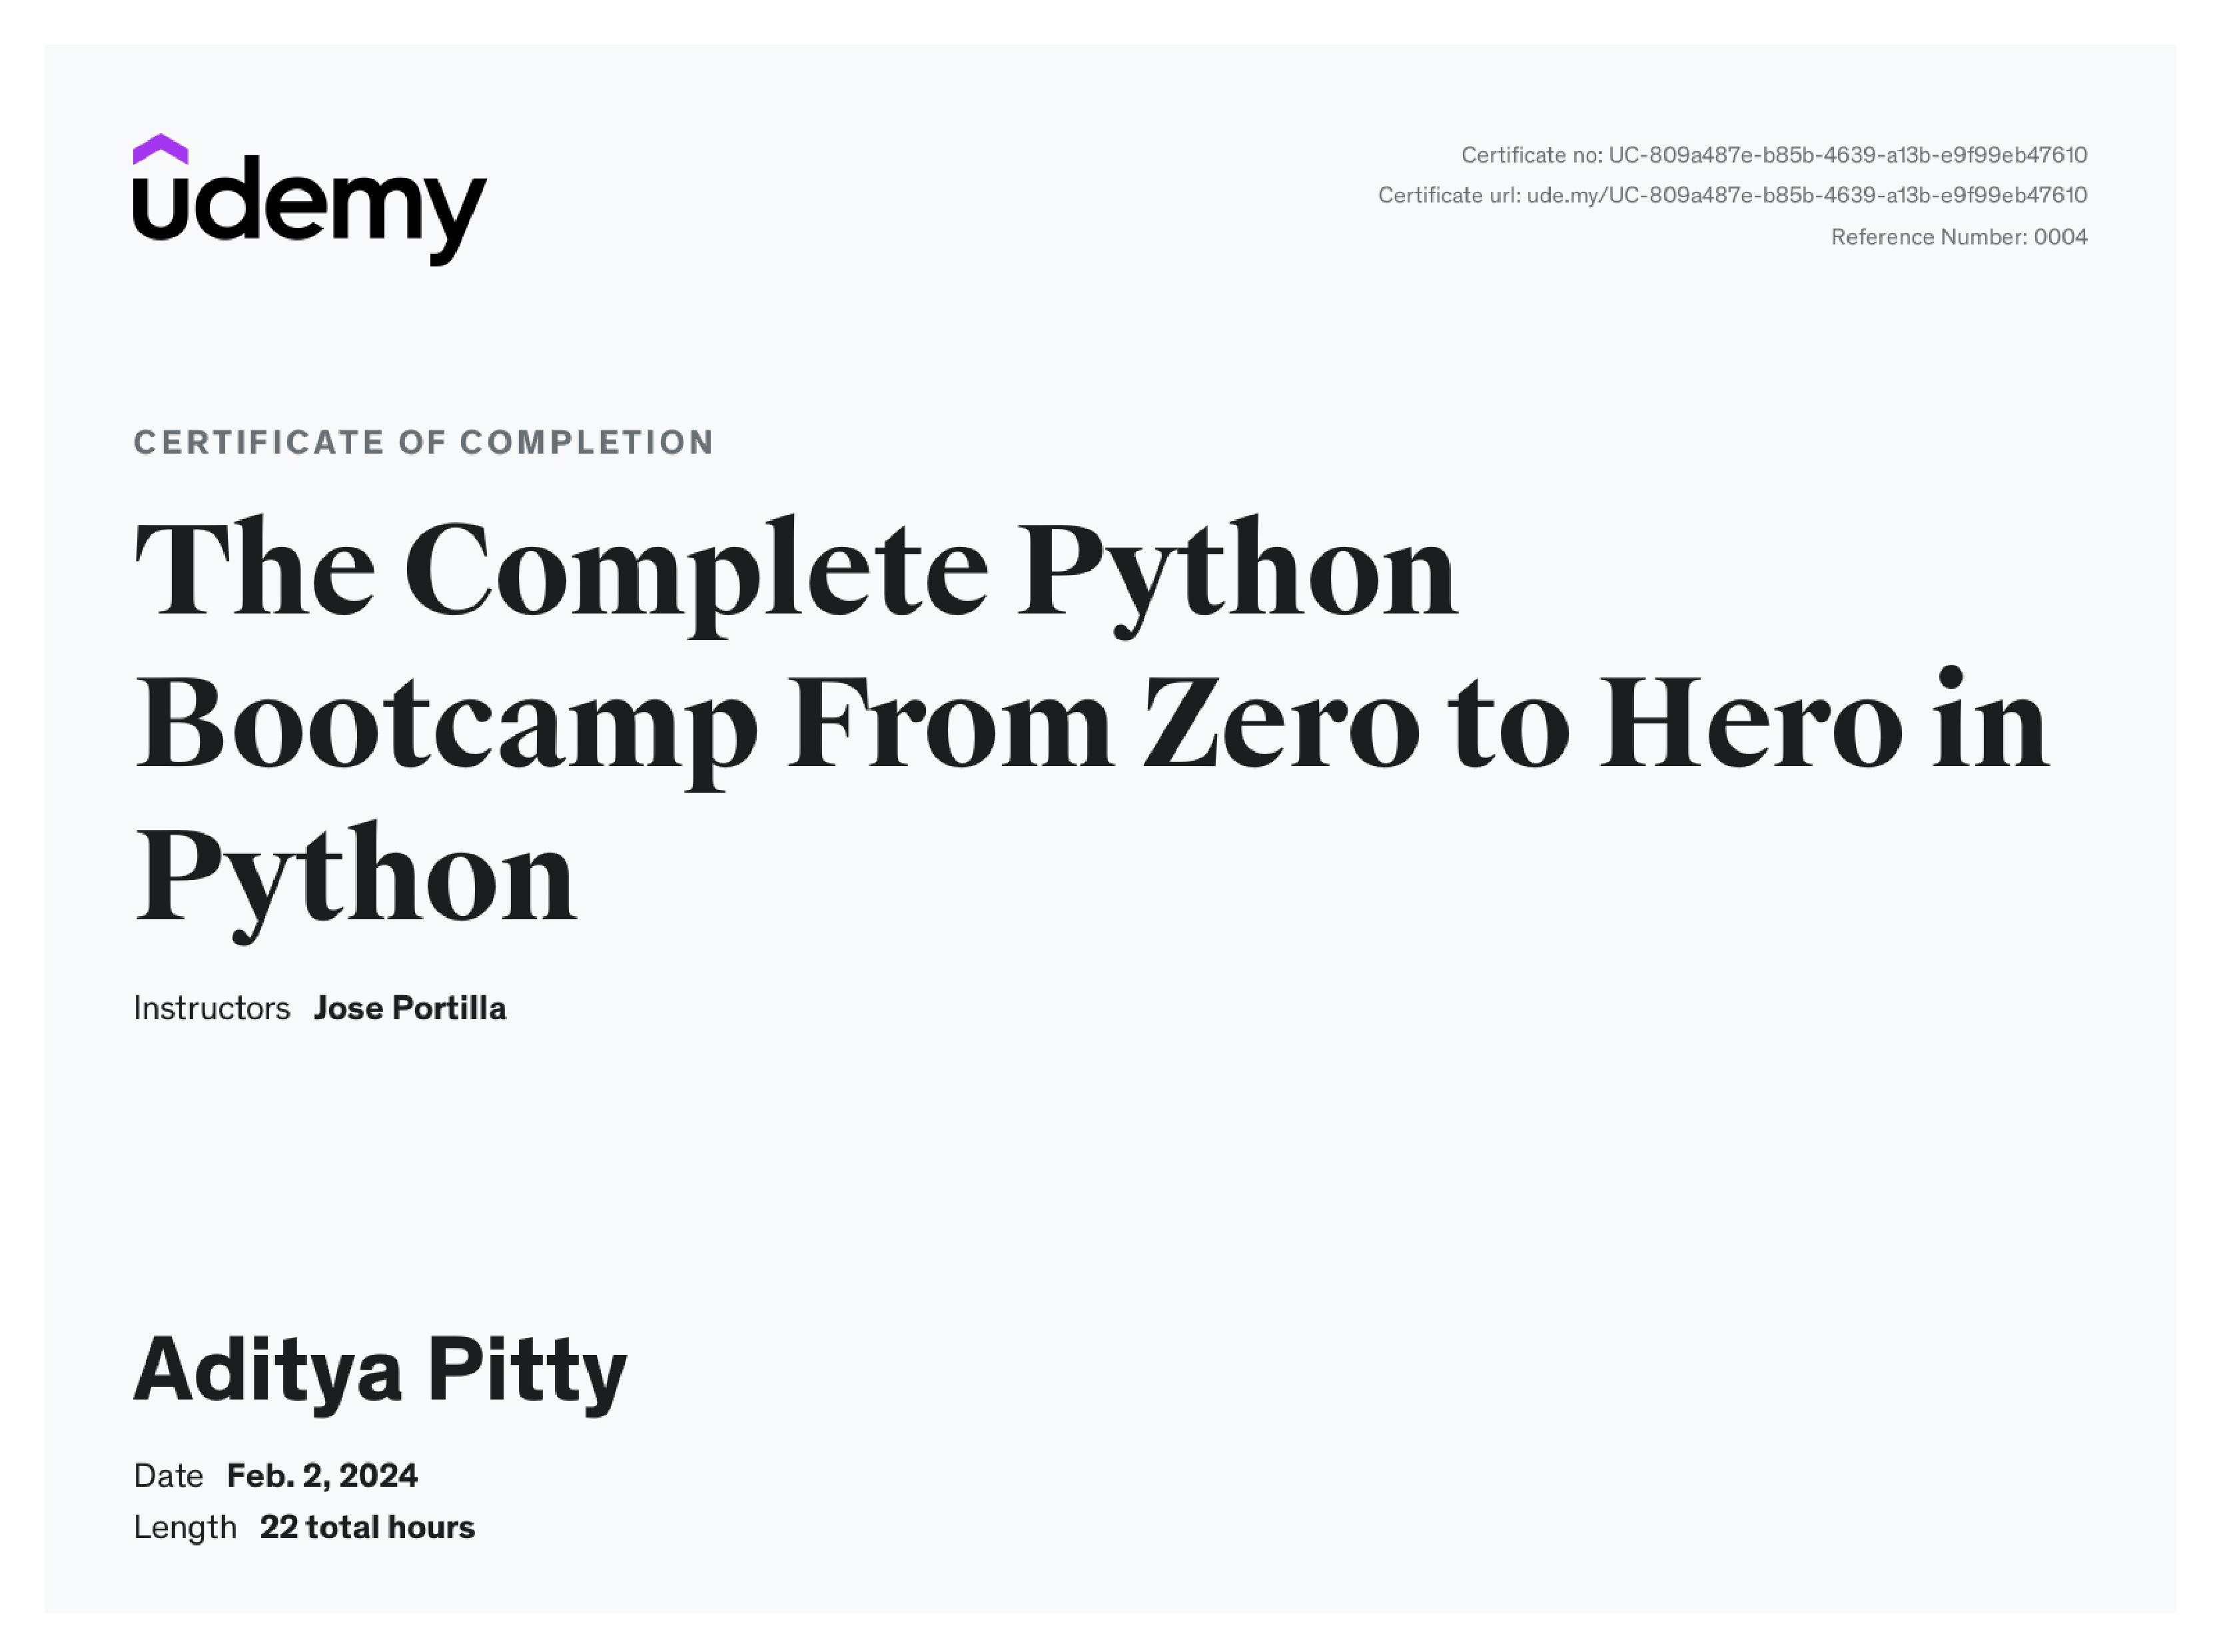 udemy
Certificate no: UC-809a487e-b85b-4639-a13b-e9f99eb47610
Certificate url: ude.my/UC-809a487e-b85b-4639-a13b-e9f99eb47610
Reference Number: 0004
CERTIFICATE OF COMPLETION
The Complete Python
Bootcamp From Zero to Hero in
Python
Instructors Jose Portilla
Aditya Pitty
Date Feb. 2, 2024
Length 22 total hours